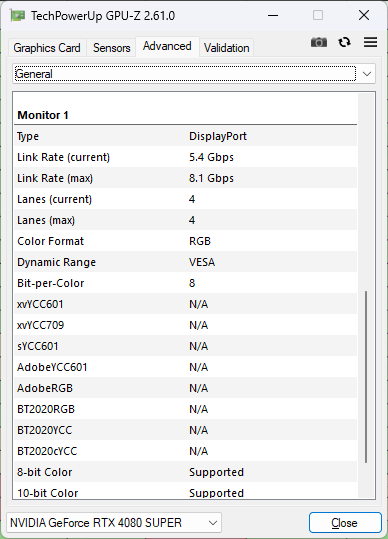 TechPowerUp GPU-Z 2.61.0
Graphics Card Sensors Advanced Validation
General
Monitor 1
Type DisplayPort
Link Rate (current) 5.4 Gbps
Link Rate (max) 8.1 Gbps
Lanes (current) 4
Lanes (max) 4
Color Format RGB
Dynamic Range VESA
Bit-per-Color 8
xvYCC601 N/A
xvYCC709 N/A
sYCC601 N/A
AdobeYCC601 N/A
AdobeRGB N/A
BT2020RGB N/A
BT2020YCC N/A
BT2020cYCC N/A
8-bit Color Supported
10-bit Color Supported
NVIDIA GeForce RTX 4080 SUPER Close